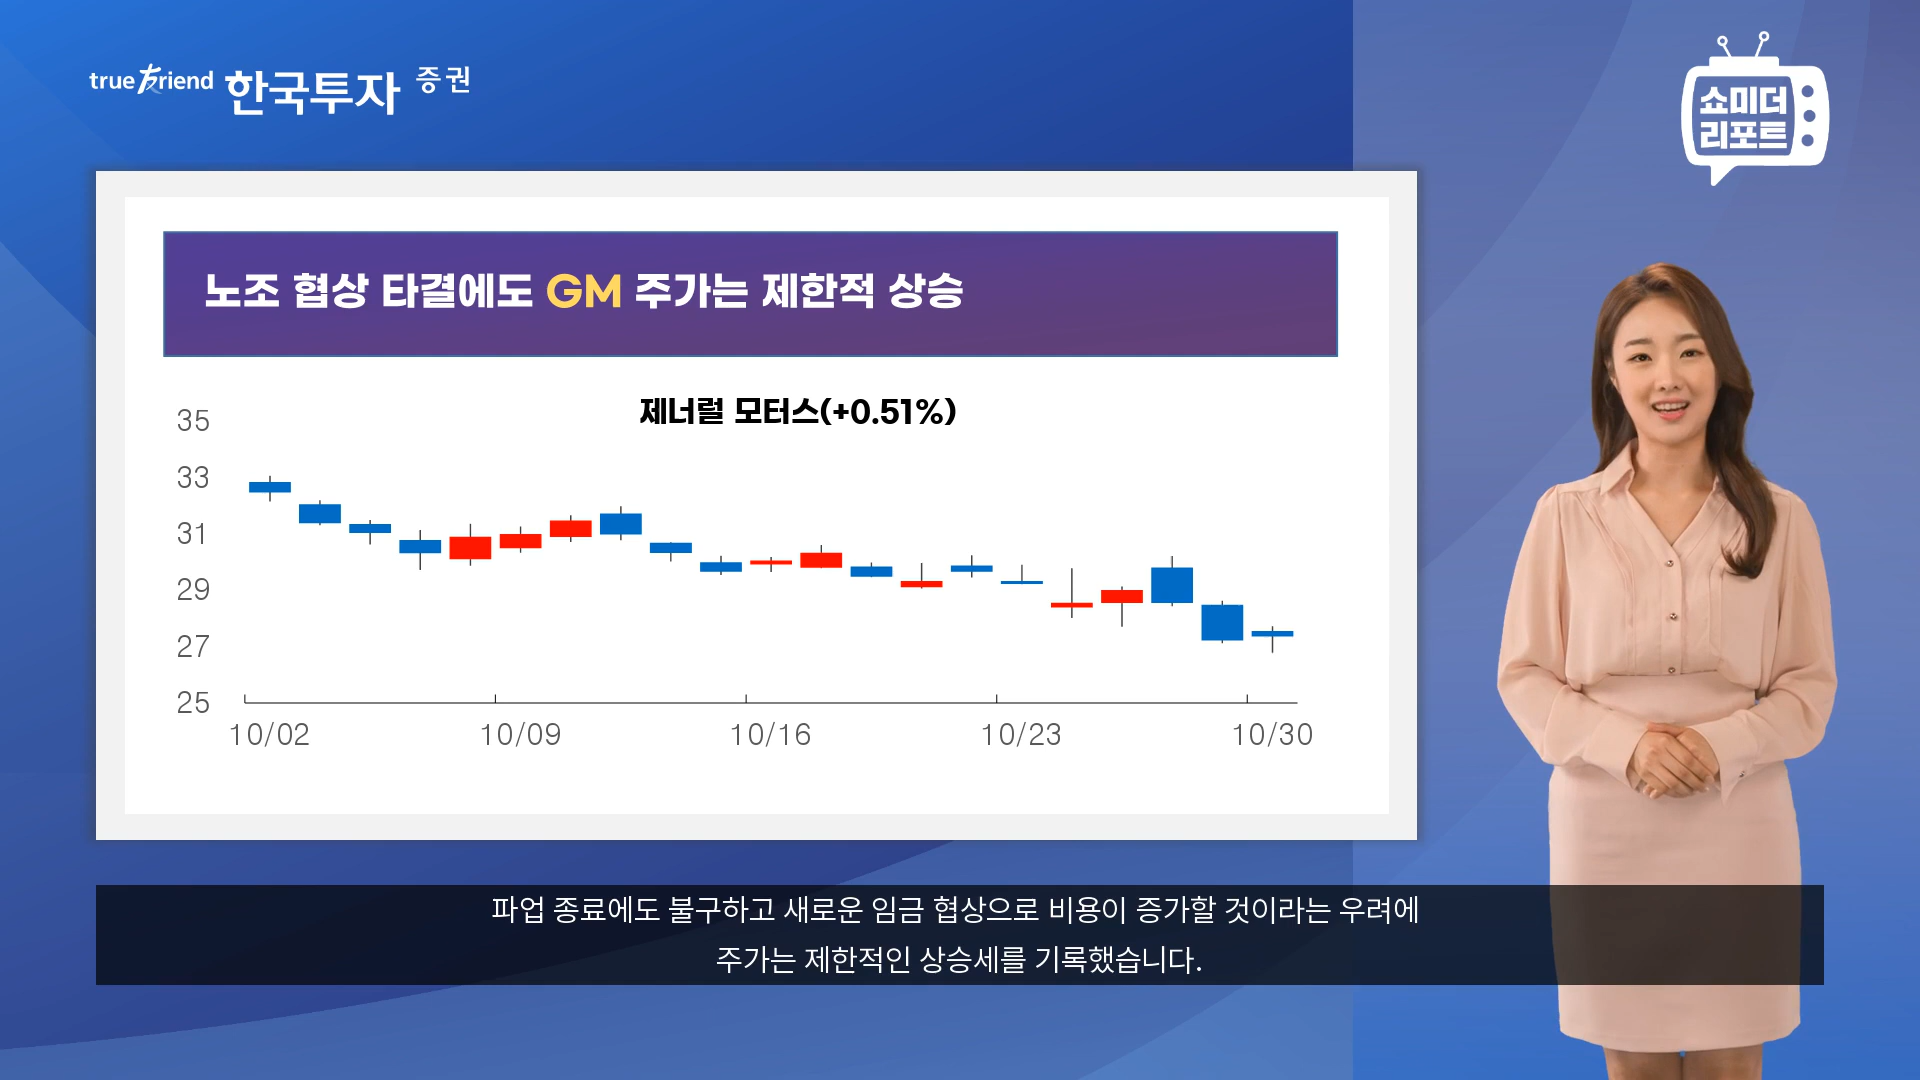 true friend 한국투자 증권
쇼미더
리포트
노조 협상 타결에도 GM 주가는 제한적 상승
제너럴 모터스(+0.51%)
35
33
31
29
27
25
10/02 10/09 10/16 10/23 10/30
파업 종료에도 불구하고 새로운 임금 협상으로 비용이 증가할 것이라는 우려에
주가는 제한적인 상승세를 기록했습니다.